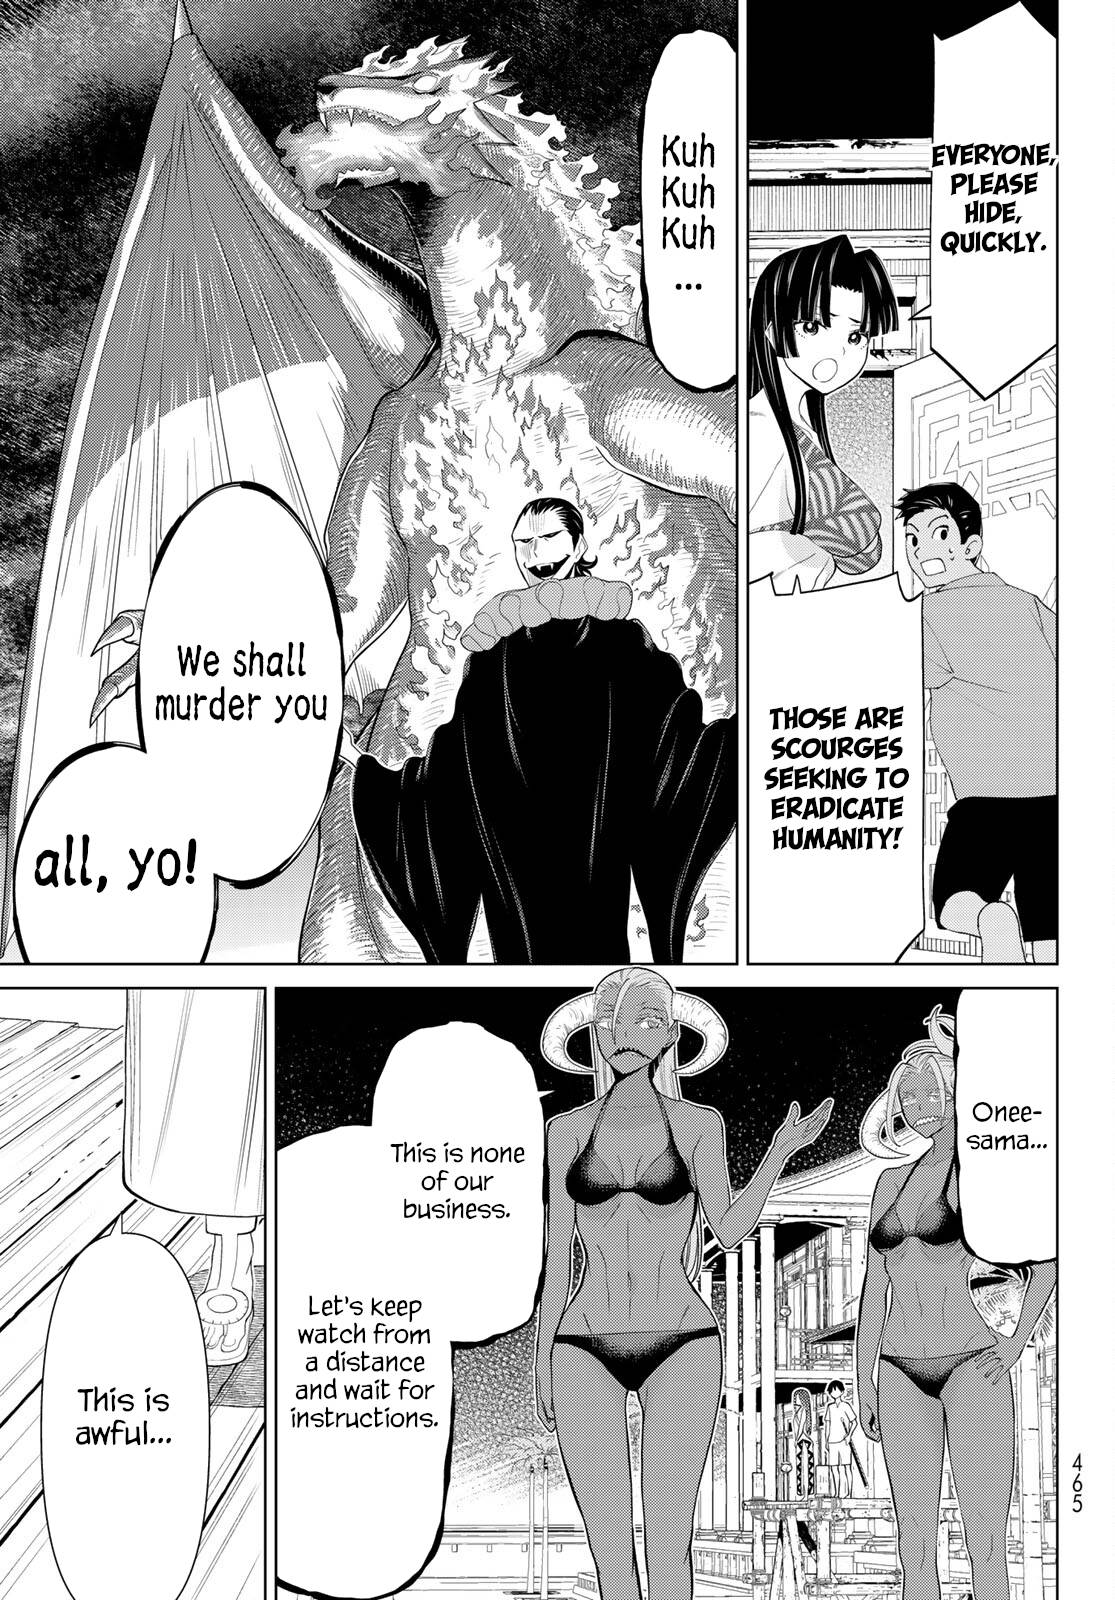 EVERYONE,
PLEASE
HIDE,
QUICKLY.
THOSE ARE
SCOURGES
SEEKING TO
ERADICATE
HUMANITY!
Kuh
Kuh
Kuh
...
We shall
murder you
all, yo!
Onee-
sama...
This is none
of our
business.
Let's keep
watch from
a distance
and wait for
instructions.
This is
awful...
465